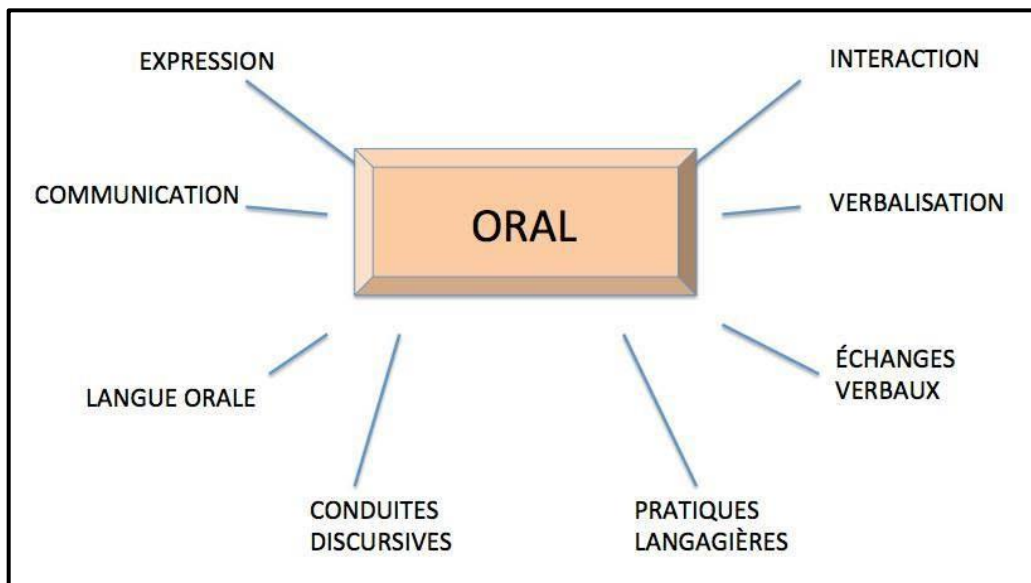 EXPRESSION
INTERACTION
COMMUNICATION
VERBALISATION
ORAL
LANGUE ORALE
ÉCHANGES
VERBAUX
CONDUITES
DISCURSIVES
PRATIQUES
LANGAGIÈRES